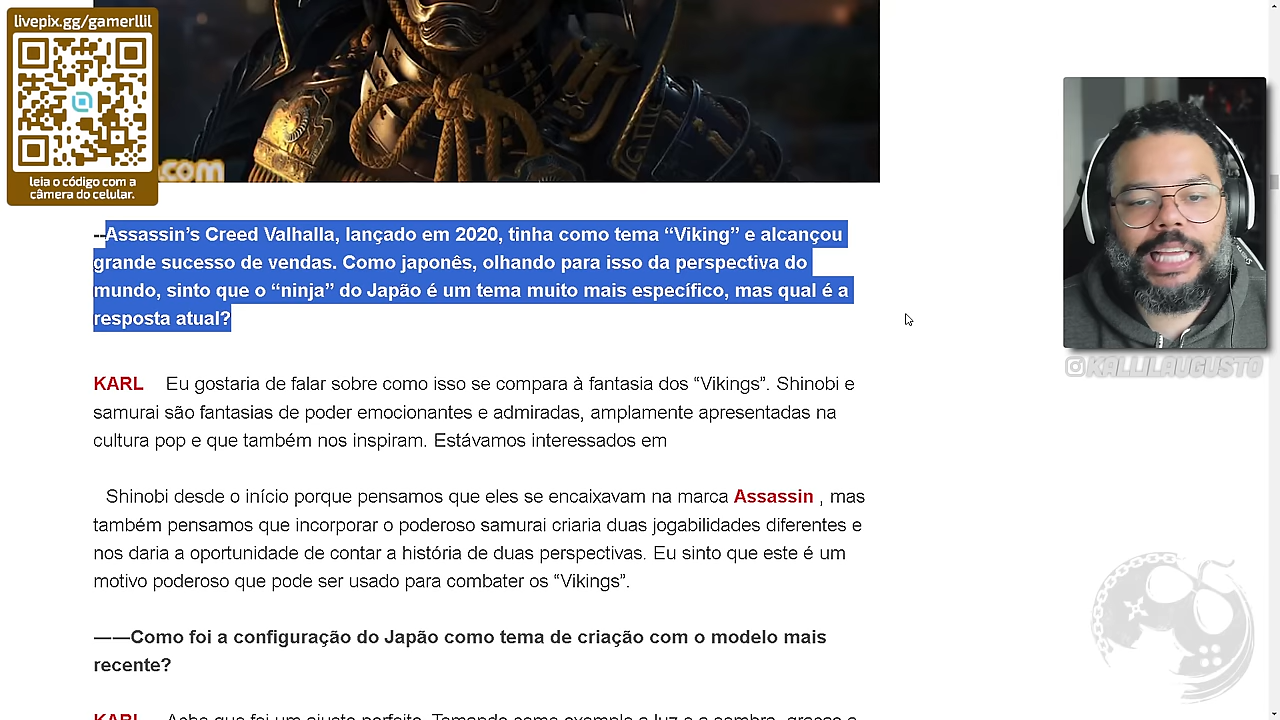 livepix.gg/gamerllil
leia o código com a
câmera do celular.
.com
--Assassin’s Creed Valhalla, lançado em 2020, tinha como tema “Viking” e alcançou
grande sucesso de vendas. Como japonês, olhando para isso da perspectiva do
mundo, sinto que o “ninja” do Japão é um tema muito mais específico, mas qual é a
resposta atual?
KARL Eu gostaria de falar sobre como isso se compara à fantasia dos “Vikings”. Shinobi e
samurai são fantasias de poder emocionantes e admiradas, amplamente apresentadas na
cultura pop e que também nos inspiram. Estávamos interessados em
Shinobi desde o início porque pensamos que eles se encaixavam na marca Assassin , mas
também pensamos que incorporar o poderoso samurai criaria duas jogabilidades diferentes e
nos daria a oportunidade de contar a história de duas perspectivas. Eu sinto que este é um
motivo poderoso que pode ser usado para combater os “Vikings”.
——Como foi a configuração do Japão como tema de criação com o modelo mais
recente?
KARL Acho que foi um ajuste perfeito. Tomando como exemplo a luz e a sombra, graças a
KALLILAUGUSTO